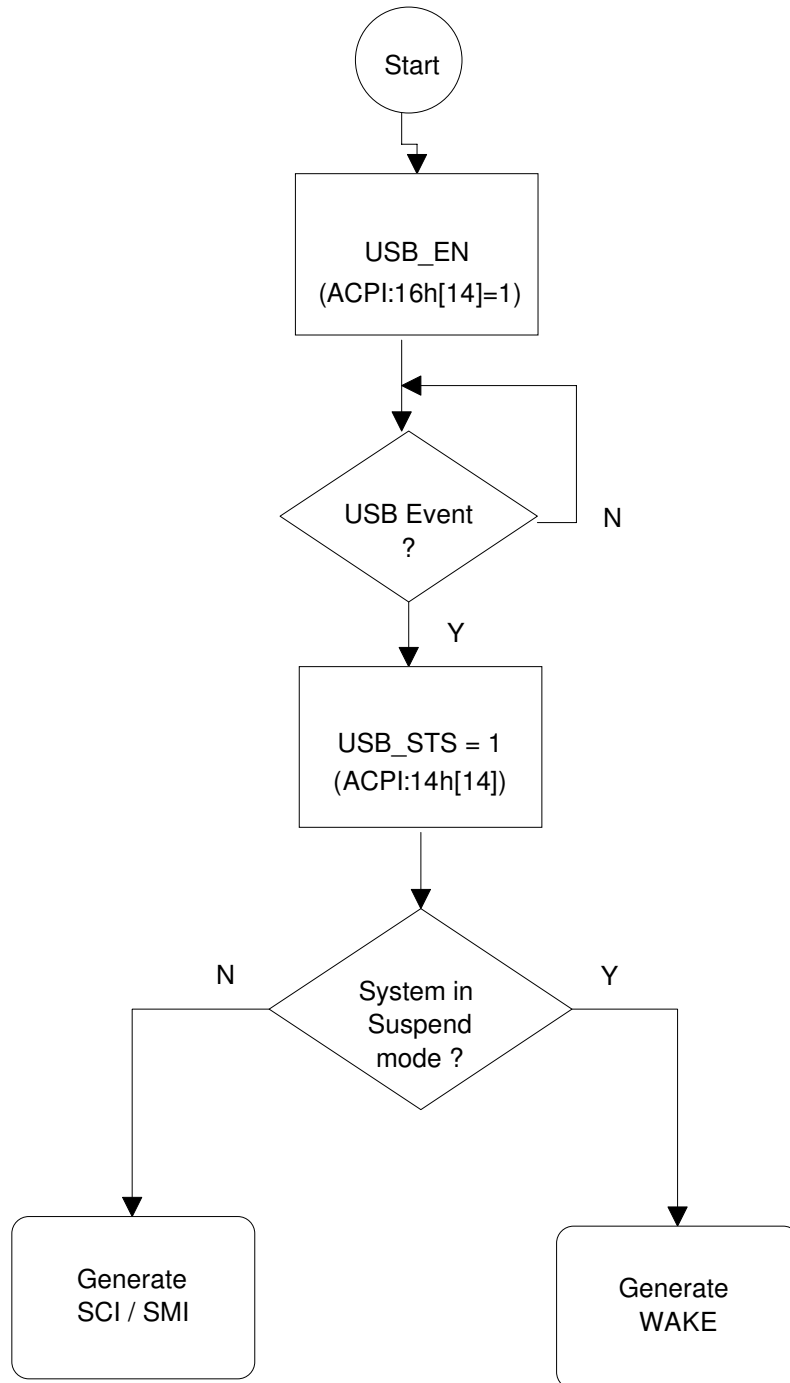 Start
USB_EN
(ACPI:16h[14]=1)
USB Event
?
N
Y
USB_STS = 1
(ACPI:14h[14])
N
Y
System in
Suspend
mode ?
Generate
SCI / SMI
Generate
WAKE